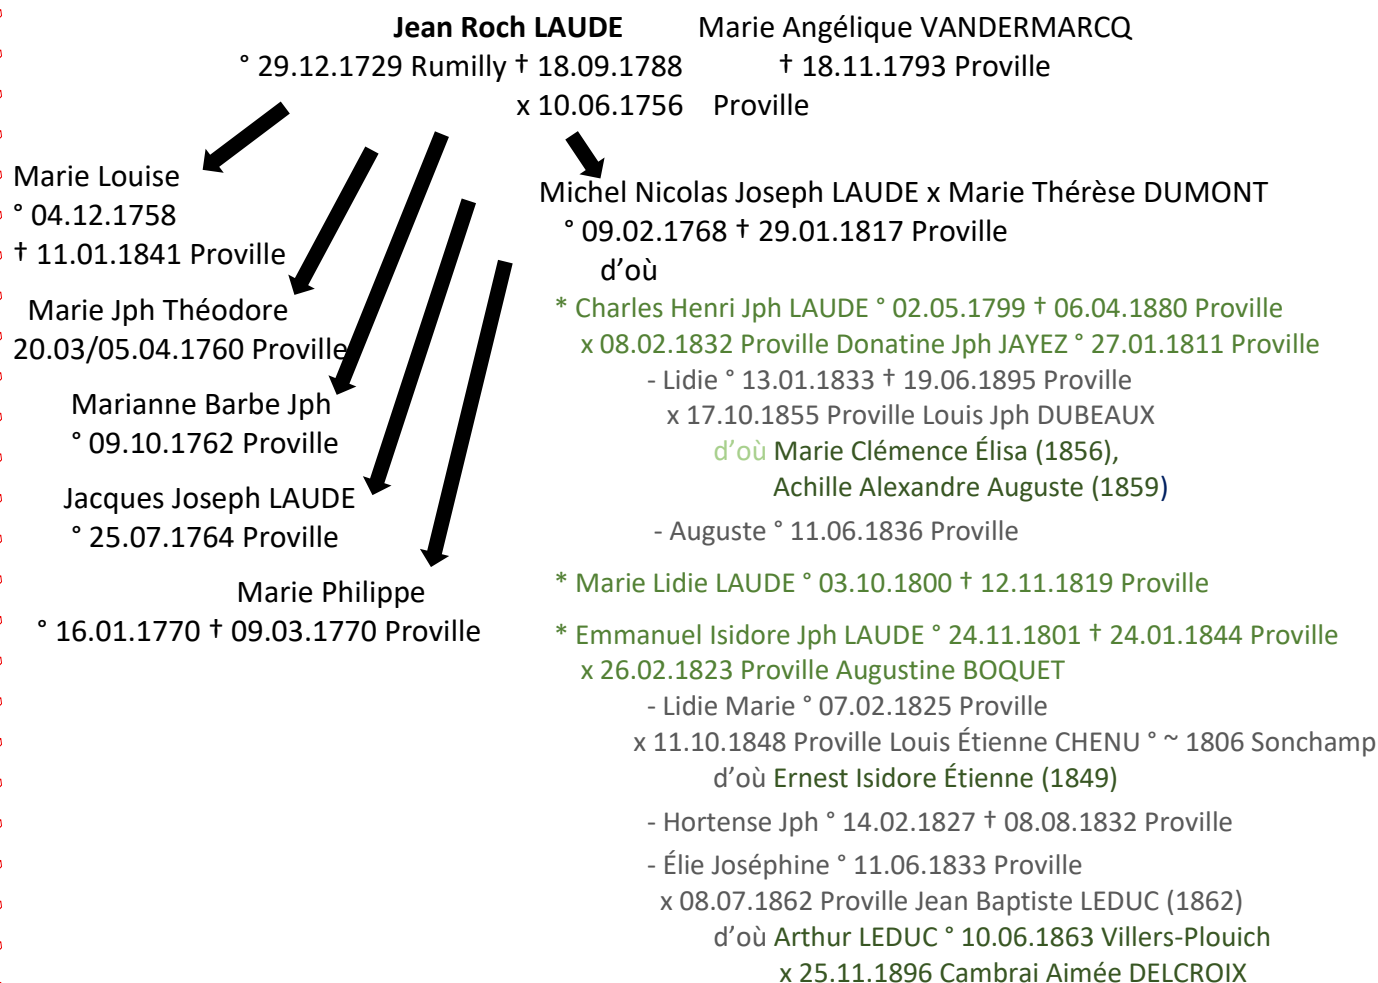 Jean Roch LAUDE Marie Angélique VANDERMARCQ
° 29.12.1729 Rumilly † 18.09.1788 † 18.11.1793 Proville
x 10.06.1756 Proville
Marie Louise
° 04.12.1758
† 11.01.1841 Proville
Marie Jph Théodore
20.03/05.04.1760 Proville
Marianne Barbe Jph
° 09.10.1762 Proville
Jacques Joseph LAUDE
° 25.07.1764 Proville
Marie Philippe
° 16.01.1770 † 09.03.1770 Proville
Michel Nicolas Joseph LAUDE x Marie Thérèse DUMONT
° 09.02.1768 † 29.01.1817 Proville
d’où
* Charles Henri Jph LAUDE ° 02.05.1799 † 06.04.1880 Proville
x 08.02.1832 Proville Donatine Jph JAYEZ ° 27.01.1811 Proville
- Lidie ° 13.01.1833 † 19.06.1895 Proville
x 17.10.1855 Proville Louis Jph DUBEAUX
d’où Marie Clémence Élisa (1856),
Achille Alexandre Auguste (1859)
- Auguste ° 11.06.1836 Proville
* Marie Lidie LAUDE ° 03.10.1800 † 12.11.1819 Proville
* Emmanuel Isidore Jph LAUDE ° 24.11.1801 † 24.01.1844 Proville
x 26.02.1823 Proville Augustine BOQUET
- Lidie Marie ° 07.02.1825 Proville
x 11.10.1848 Proville Louis Étienne CHENU ° ~ 1806 Sonchamp
d’où Ernest Isidore Étienne (1849)
- Hortense Jph ° 14.02.1827 † 08.08.1832 Proville
- Élie Joséphine ° 11.06.1833 Proville
x 08.07.1862 Proville Jean Baptiste LEDUC (1862)
d’où Arthur LEDUC ° 10.06.1863 Villers-Plouich
x 25.11.1896 Cambrai Aimée DELCROIX